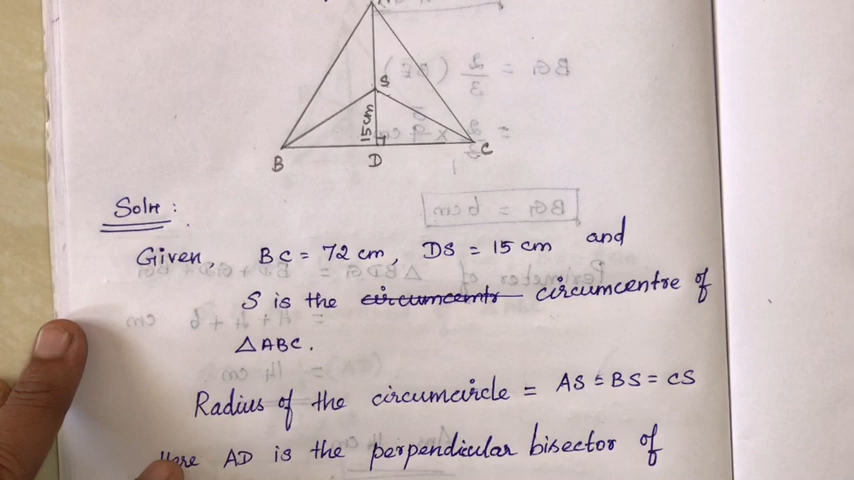 S
15cm
B
D
C
Soln :
Given, BC = 72 cm, DS = 15 cm and
S is the circumcentre of
△ABC.
Radius of the circumcircle = AS = BS = CS
Here AD is the perpendicular bisector of